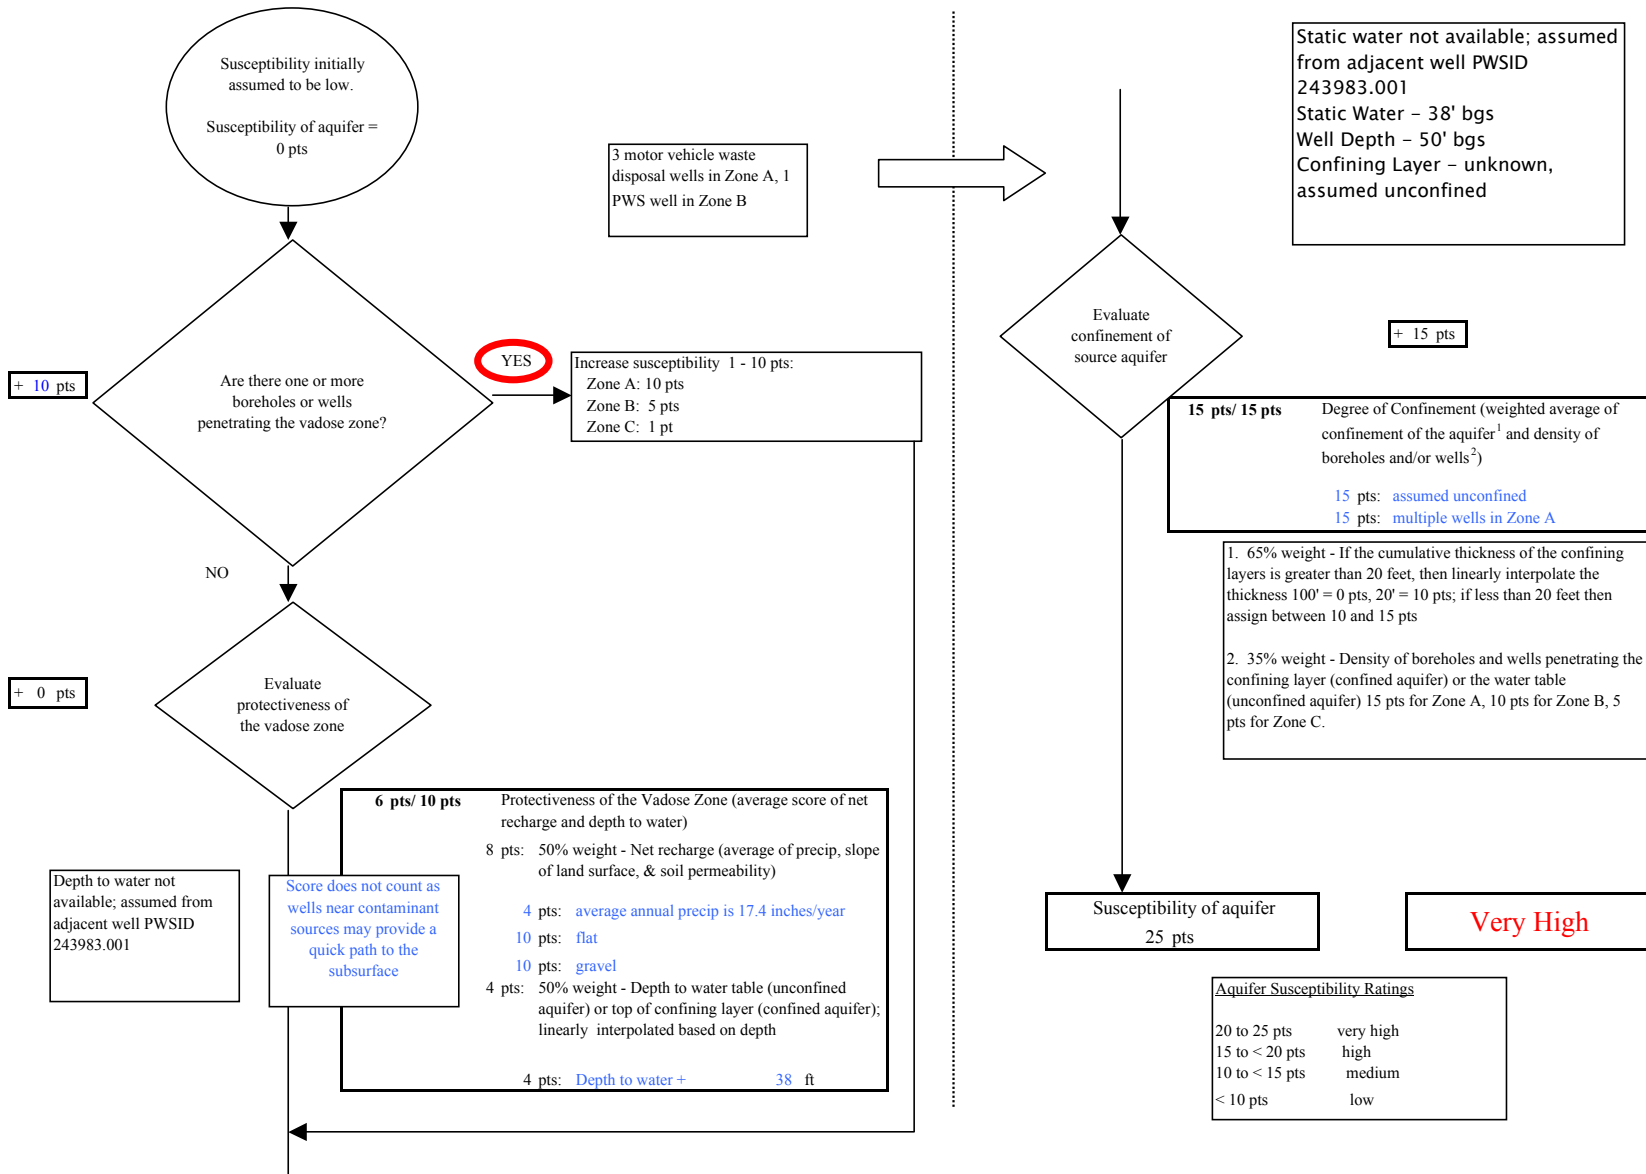 Susceptibility initially
assumed to be low.
Susceptibility of aquifer =
0 pts
3 motor vehicle waste
disposal wells in Zone A, 1
PWS well in Zone B
Are there one or more
boreholes or wells
penetrating the vadose zone?
+ 10 pts
YES
Increase susceptibility 1 - 10 pts:
Zone A: 10 pts
Zone B: 5 pts
Zone C: 1 pt
NO
+ 0 pts
Evaluate
protectiveness of
the vadose zone
6 pts/ 10 pts Protectiveness of the Vadose Zone (average score of net
recharge and depth to water)
8 pts: 50% weight - Net recharge (average of precip, slope
of land surface, & soil permeability)
4 pts: average annual precip is 17.4 inches/year
10 pts: flat
10 pts: gravel
4 pts: 50% weight - Depth to water table (unconfined
aquifer) or top of confining layer (confined aquifer);
linearly interpolated based on depth
4 pts: Depth to water + 38 ft
Depth to water not
available; assumed from
adjacent well PWSID
243983.001
Score does not count as
wells near contaminant
sources may provide a
quick path to the
subsurface
Static water not available; assumed
from adjacent well PWSID
243983.001
Static Water – 38' bgs
Well Depth – 50' bgs
Confining Layer – unknown,
assumed unconfined
Evaluate
confinement of
source aquifer
+ 15 pts
15 pts/ 15 pts Degree of Confinement (weighted average of
confinement of the aquifer1 and density of
boreholes and/or wells2)
15 pts: assumed unconfined
15 pts: multiple wells in Zone A
1. 65% weight - If the cumulative thickness of the confining
layers is greater than 20 feet, then linearly interpolate the
thickness 100' = 0 pts, 20' = 10 pts; if less than 20 feet then
assign between 10 and 15 pts
2. 35% weight - Density of boreholes and wells penetrating the
confining layer (confined aquifer) or the water table
(unconfined aquifer) 15 pts for Zone A, 10 pts for Zone B, 5
pts for Zone C.
Susceptibility of aquifer
25 pts
Very High
Aquifer Susceptibility Ratings
20 to 25 pts very high
15 to < 20 pts high
10 to < 15 pts medium
< 10 pts low